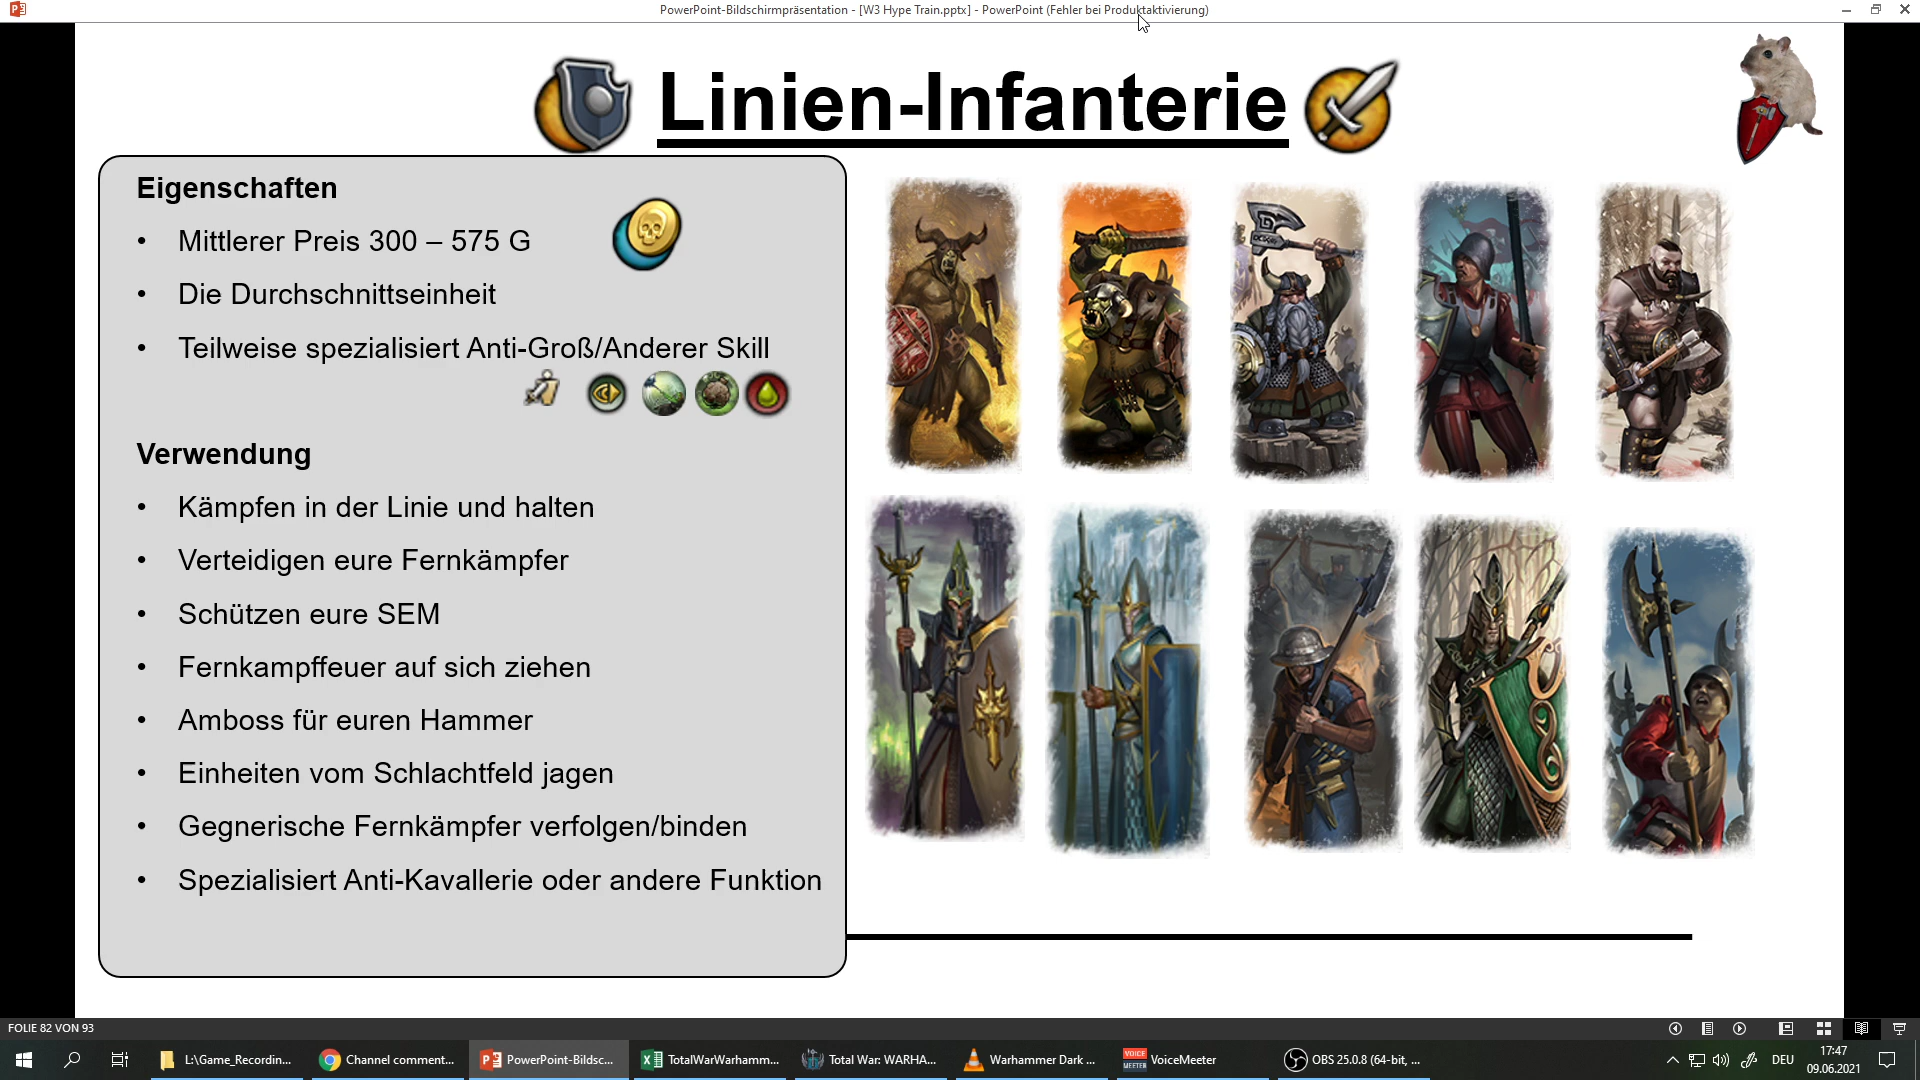 PowerPoint-Bildschirmpräsentation - [W3 Hype Train.pptx] - PowerPoint (Fehler bei Produktaktivierung)
Linien-Infanterie
Eigenschaften
• Mittlerer Preis 300 – 575 G
• Die Durchschnittseinheit
• Teilweise spezialisiert Anti-Groß/Anderer Skill
Verwendung
• Kämpfen in der Linie und halten
• Verteidigen eure Fernkämpfer
• Schützen eure SEM
• Fernkampffeuer auf sich ziehen
• Amboss für euren Hammer
• Einheiten vom Schlachtfeld jagen
• Gegnerische Fernkämpfer verfolgen/binden
• Spezialisiert Anti-Kavallerie oder andere Funktion
FOLIE 82 VON 93
L:\Game_Recordin...
Channel comment...
PowerPoint-Bildsc...
TotalWarWarhamm...
Total War: WARHA...
Warhammer Dark ...
VOICE MEETER
VoiceMeeter
OBS 25.0.8 (64-bit, ...
DEU
17:47
09.06.2021